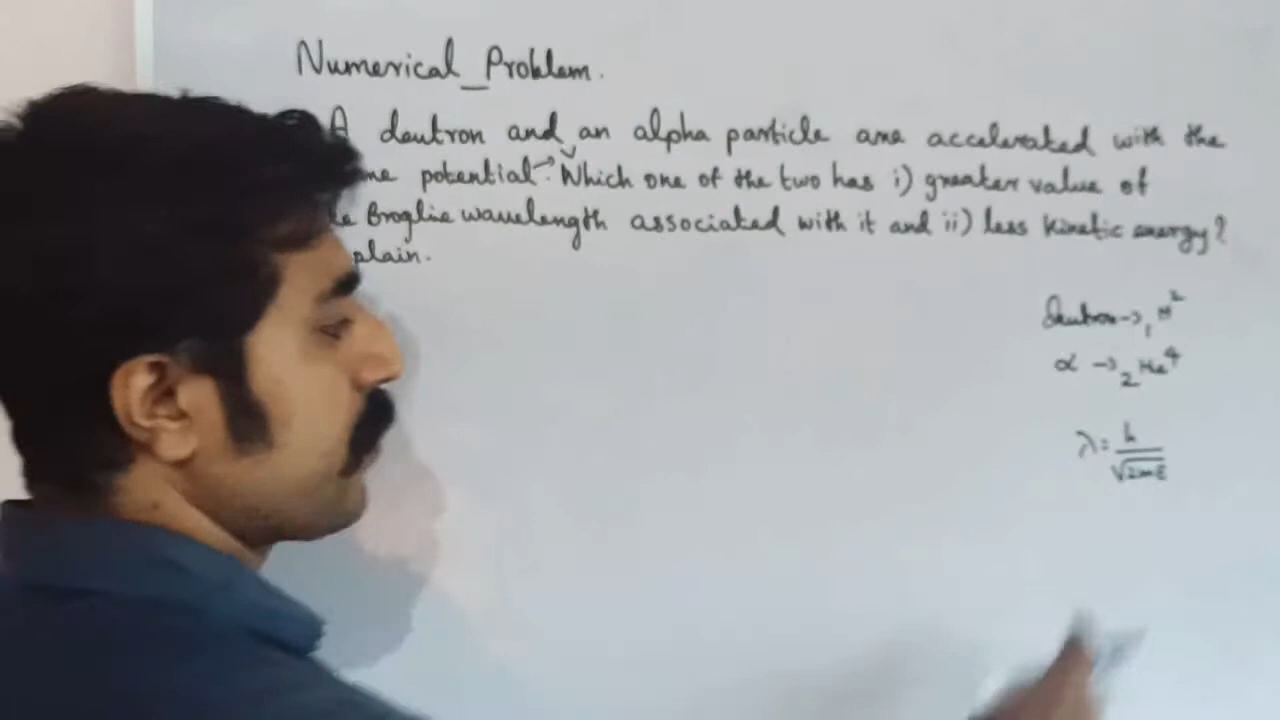 Numerical_Problem.
A deutron and an alpha particle are accelerated with the
me potential. Which one of the two has i) greater value of
Broglie wavelength associated with it and ii) less kinetic energy?
plain.
deutron → ₁H²
α → ₂He⁴
λ = h/√2mE